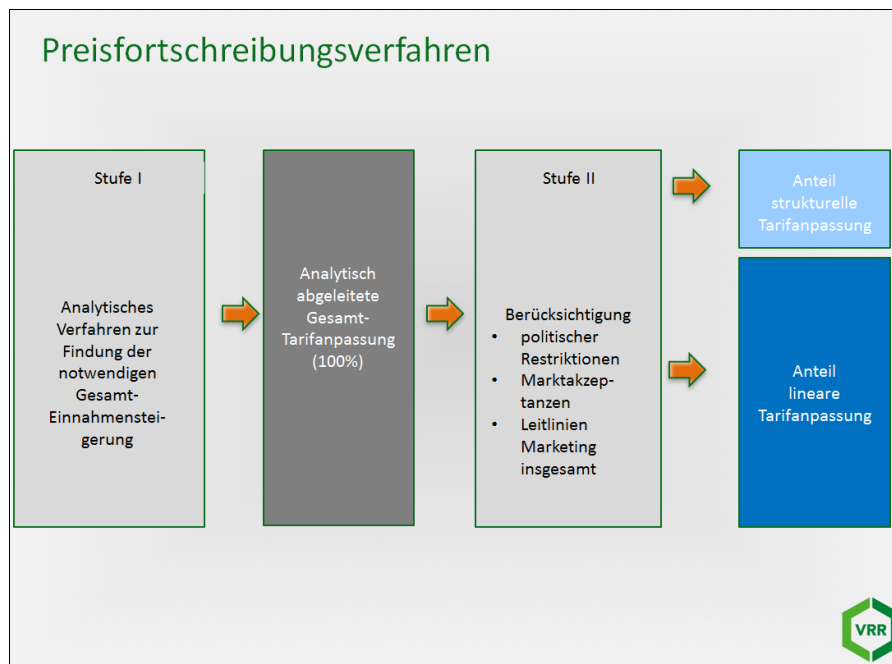 Preisfortschreibungsverfahren
Stufe I
Analytisches
Verfahren zur
Findung der
notwendigen
Gesamt-
Einnahmenstei-
gerung
Analytisch
abgeleitete
Gesamt-
Tarifanpassung
(100%)
Stufe II
Berücksichtigung
• politischer
Restriktionen
• Marktakzep-
tanzen
• Leitlinien
Marketing
insgesamt
Anteil
strukturelle
Tarifanpassung
Anteil
lineare
Tarifanpassung
VRR